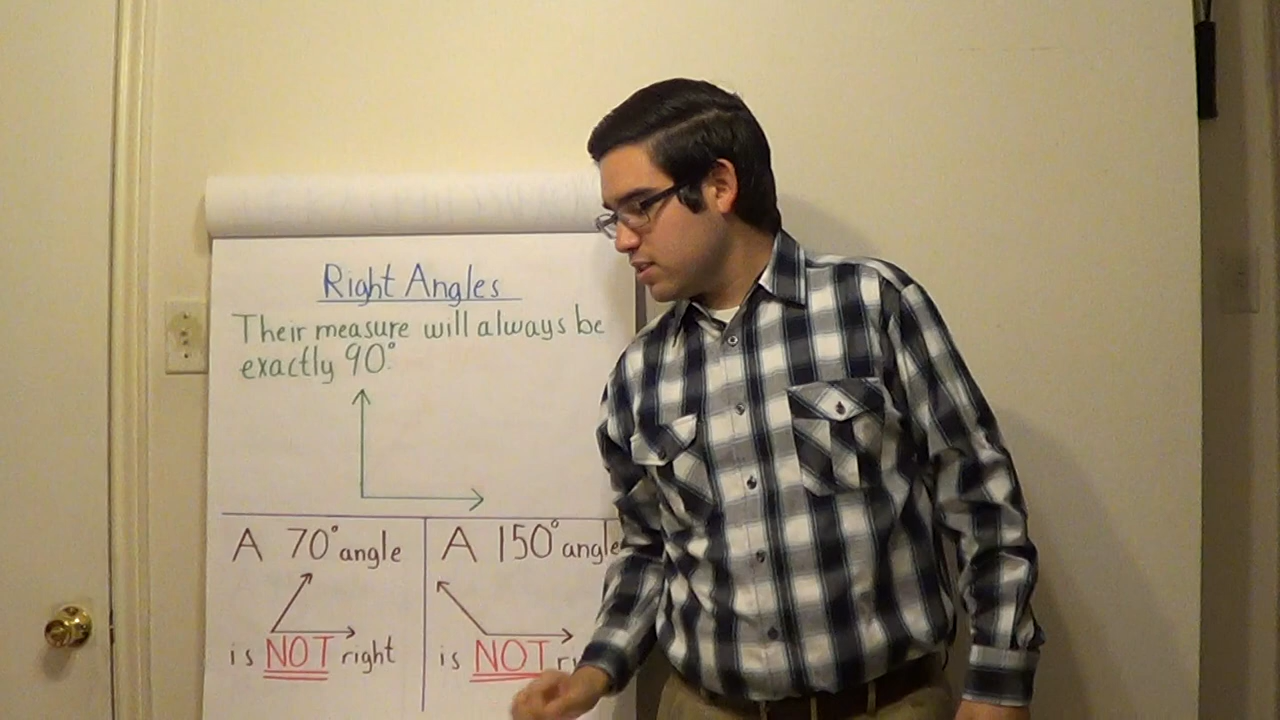 Right Angles
Their measure will always be
exactly 90°.
A 70° angle
is NOT right
A 150° angle
is NOT